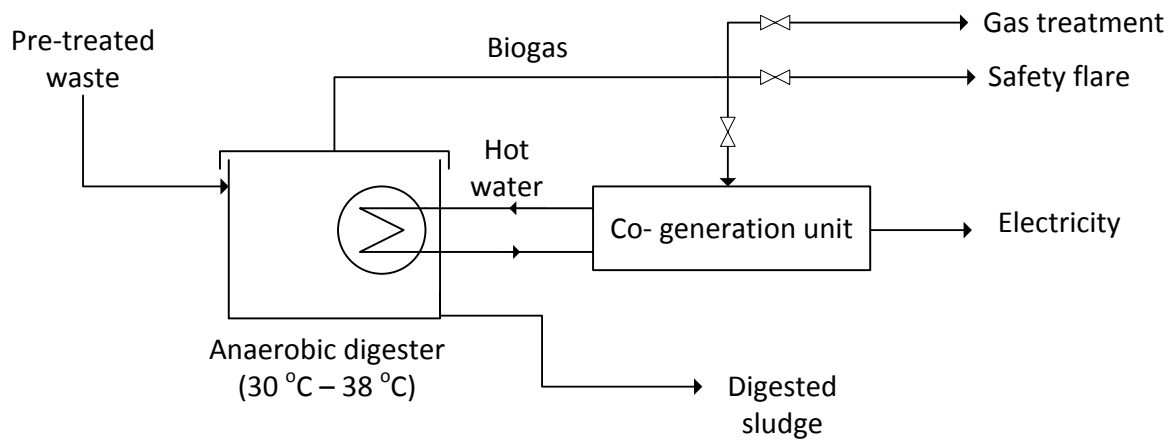 Pre-treated
waste
Biogas
Gas treatment
Safety flare
Hot
water
Co- generation unit
Electricity
Anaerobic digester
(30 °C – 38 °C)
Digested
sludge